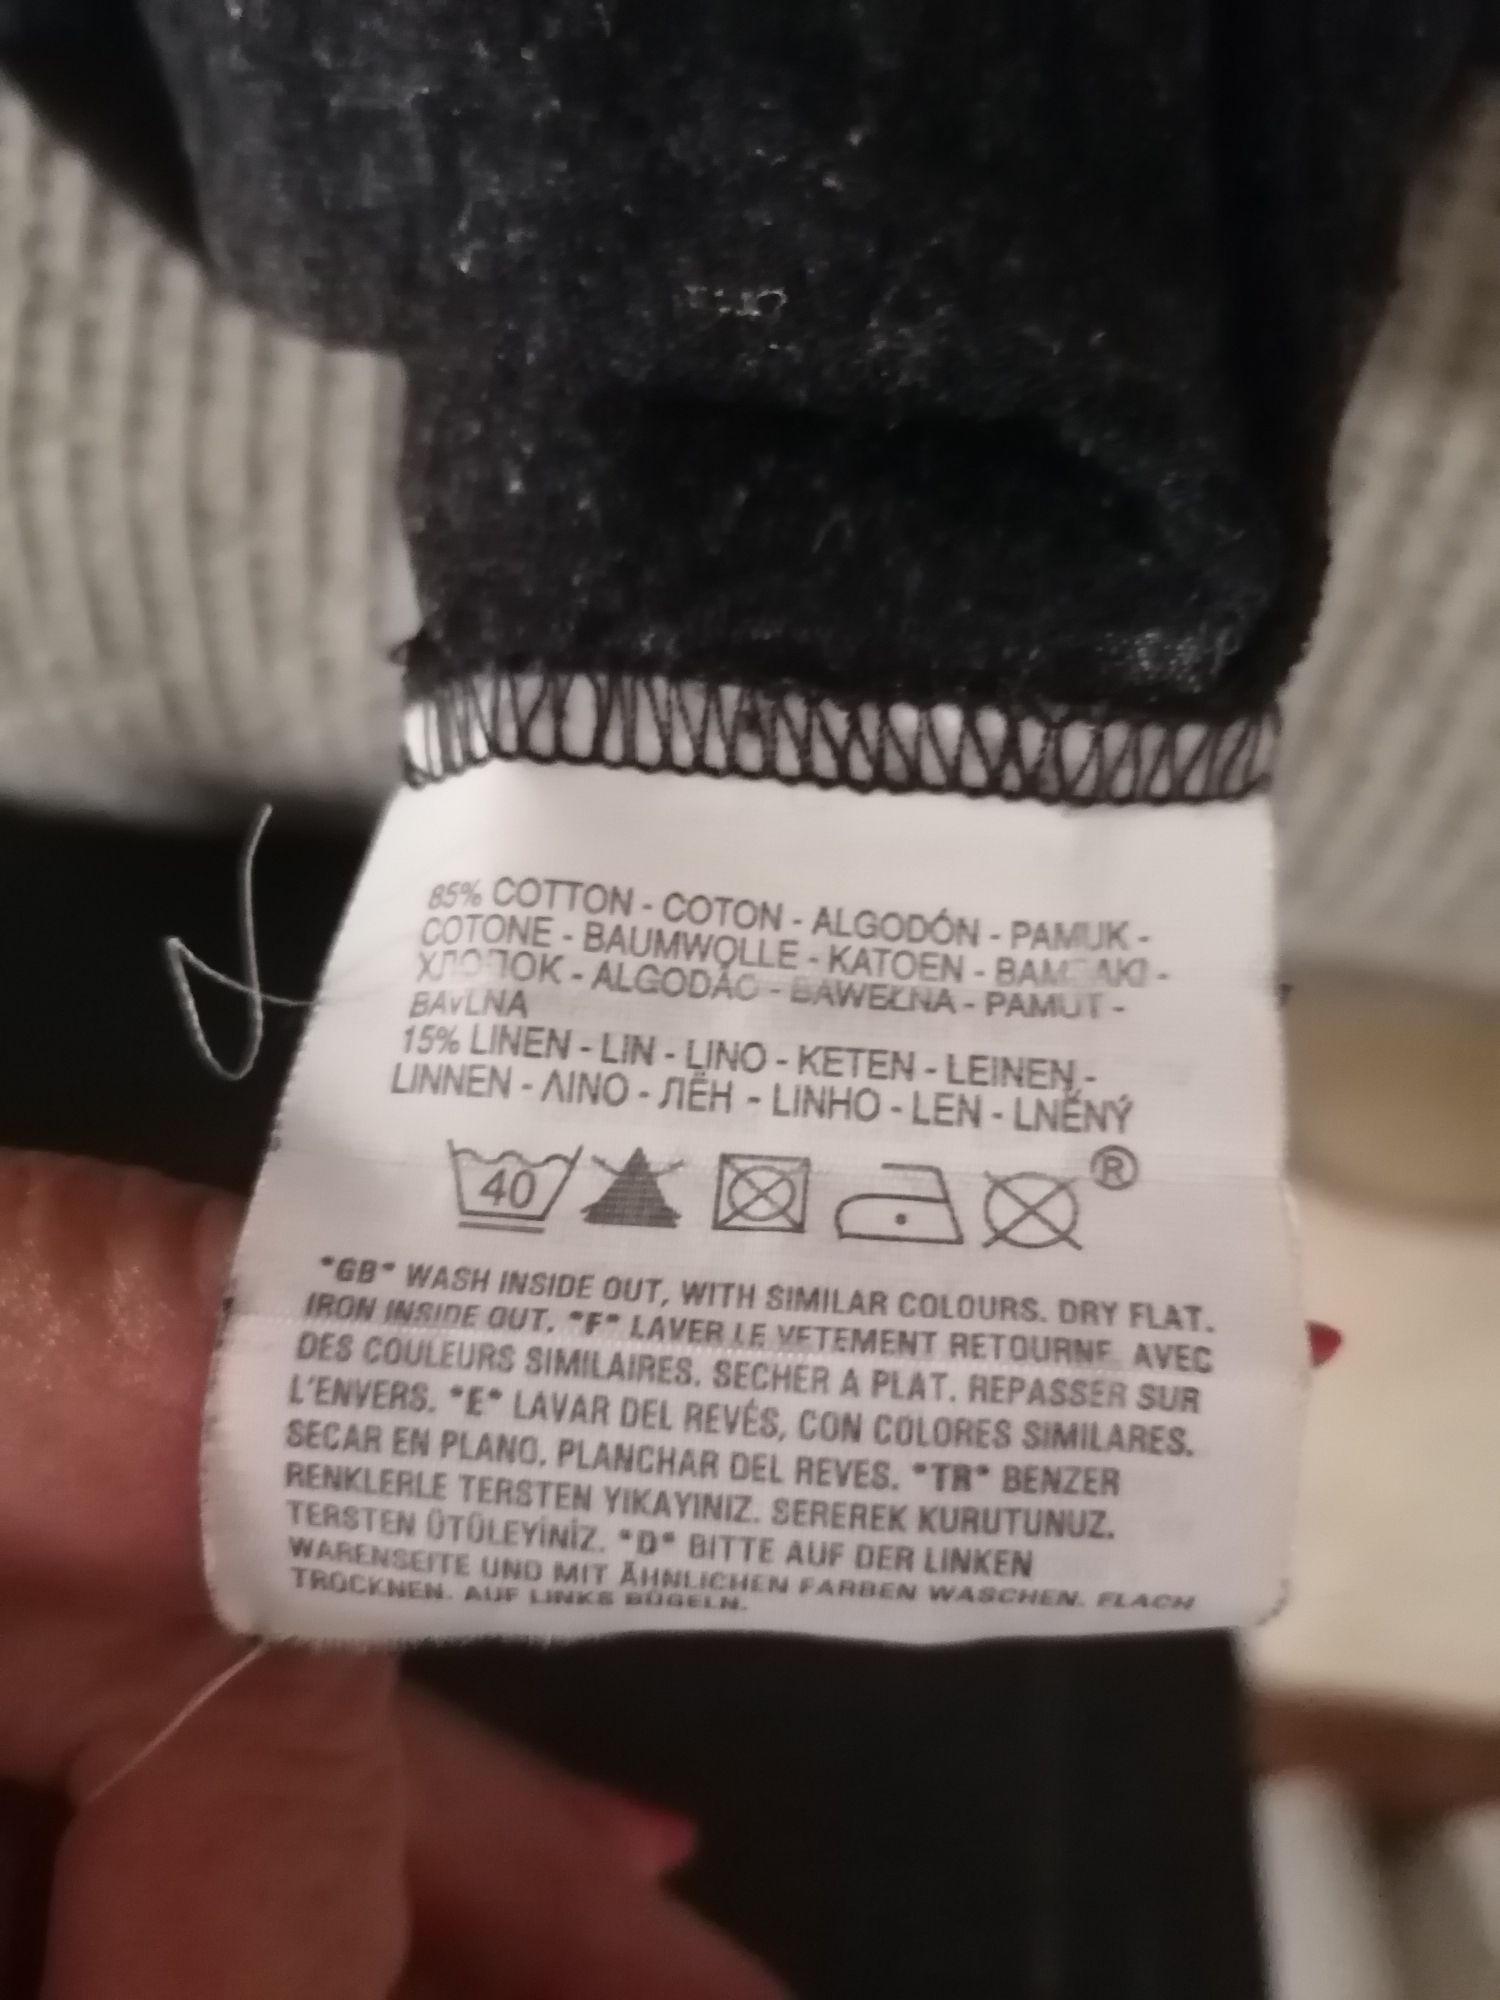 85% COTTON - COTON - ALGODÓN - PAMUK -
COTONE - BAUMWOLLE - KATOEN -
- ALGODÃO - BAWEŁNA - PAMUT -
BAVLNA
15% LINEN - LIN - LINO - KETEN - LEINEN -
LINNEN - ΛΙΝΟ - ЛЁН - LINHO - LEN - LNĚNÝ
40
®
*GB* WASH INSIDE OUT, WITH SIMILAR COLOURS. DRY FLAT.
IRON INSIDE OUT. *F* LAVER LE VETEMENT RETOURNE AVEC
DES COULEURS SIMILAIRES. SECHER A PLAT. REPASSER SUR
L'ENVERS. *E* LAVAR DEL REVÉS, CON COLORES SIMILARES.
SECAR EN PLANO. PLANCHAR DEL REVES. *TR* BENZER
RENKLERLE TERSTEN YIKAYINIZ. SEREREK KURUTUNUZ.
TERSTEN ÜTÜLEYİNİZ. *D* BITTE AUF DER LINKEN
WARENSEITE UND MIT ÄHNLICHEN FARBEN WASCHEN. FLACH
TROCKNEN. AUF LINKS BÜGELN.